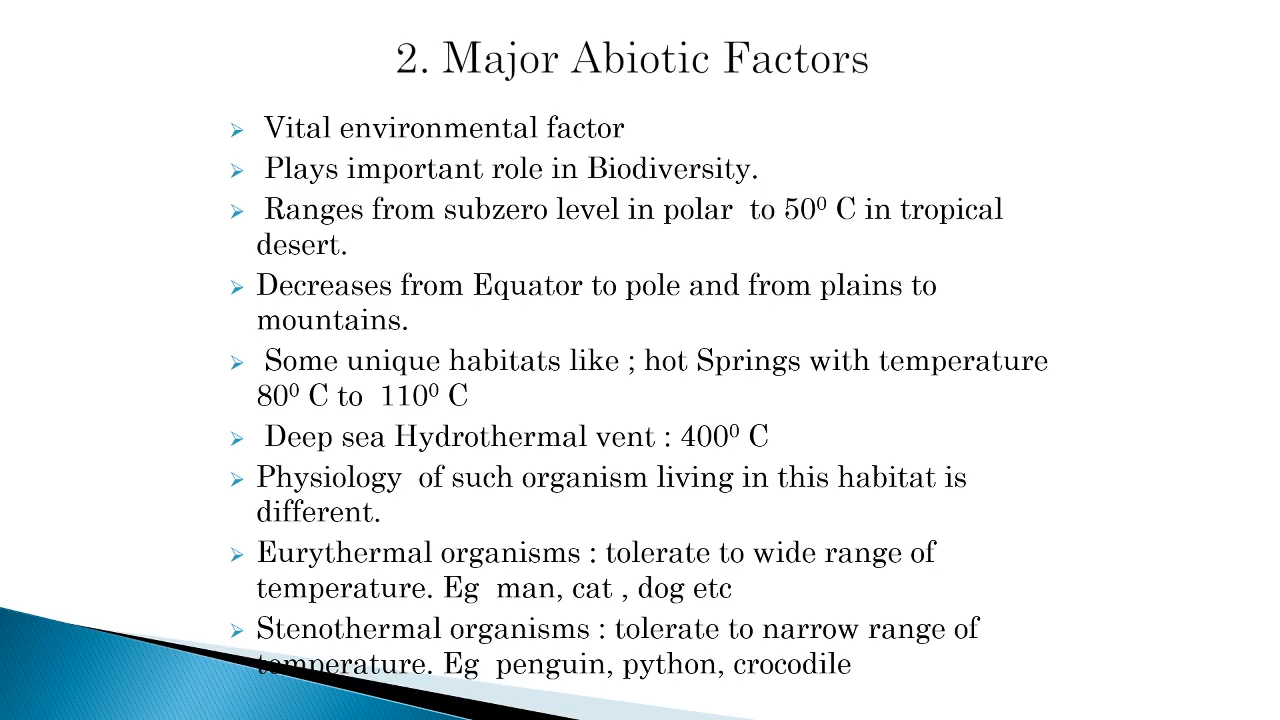 2. Major Abiotic Factors
➢ Vital environmental factor
➢ Plays important role in Biodiversity.
➢ Ranges from subzero level in polar  to 50⁰ C in tropical
desert.
➢ Decreases from Equator to pole and from plains to
mountains.
➢ Some unique habitats like ; hot Springs with temperature
80⁰ C to  110⁰ C
➢ Deep sea Hydrothermal vent : 400⁰ C
➢ Physiology  of such organism living in this habitat is
different.
➢ Eurythermal organisms : tolerate to wide range of
temperature. Eg  man, cat , dog etc
➢ Stenothermal organisms : tolerate to narrow range of
temperature. Eg  penguin, python, crocodile